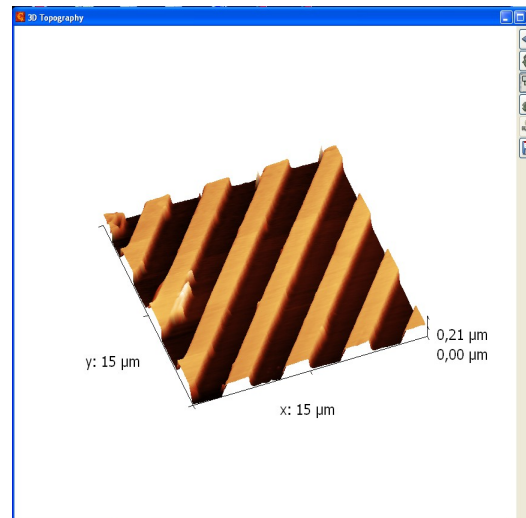 3D Topography
0,21 µm
0,00 µm
y: 15 µm
x: 15 µm